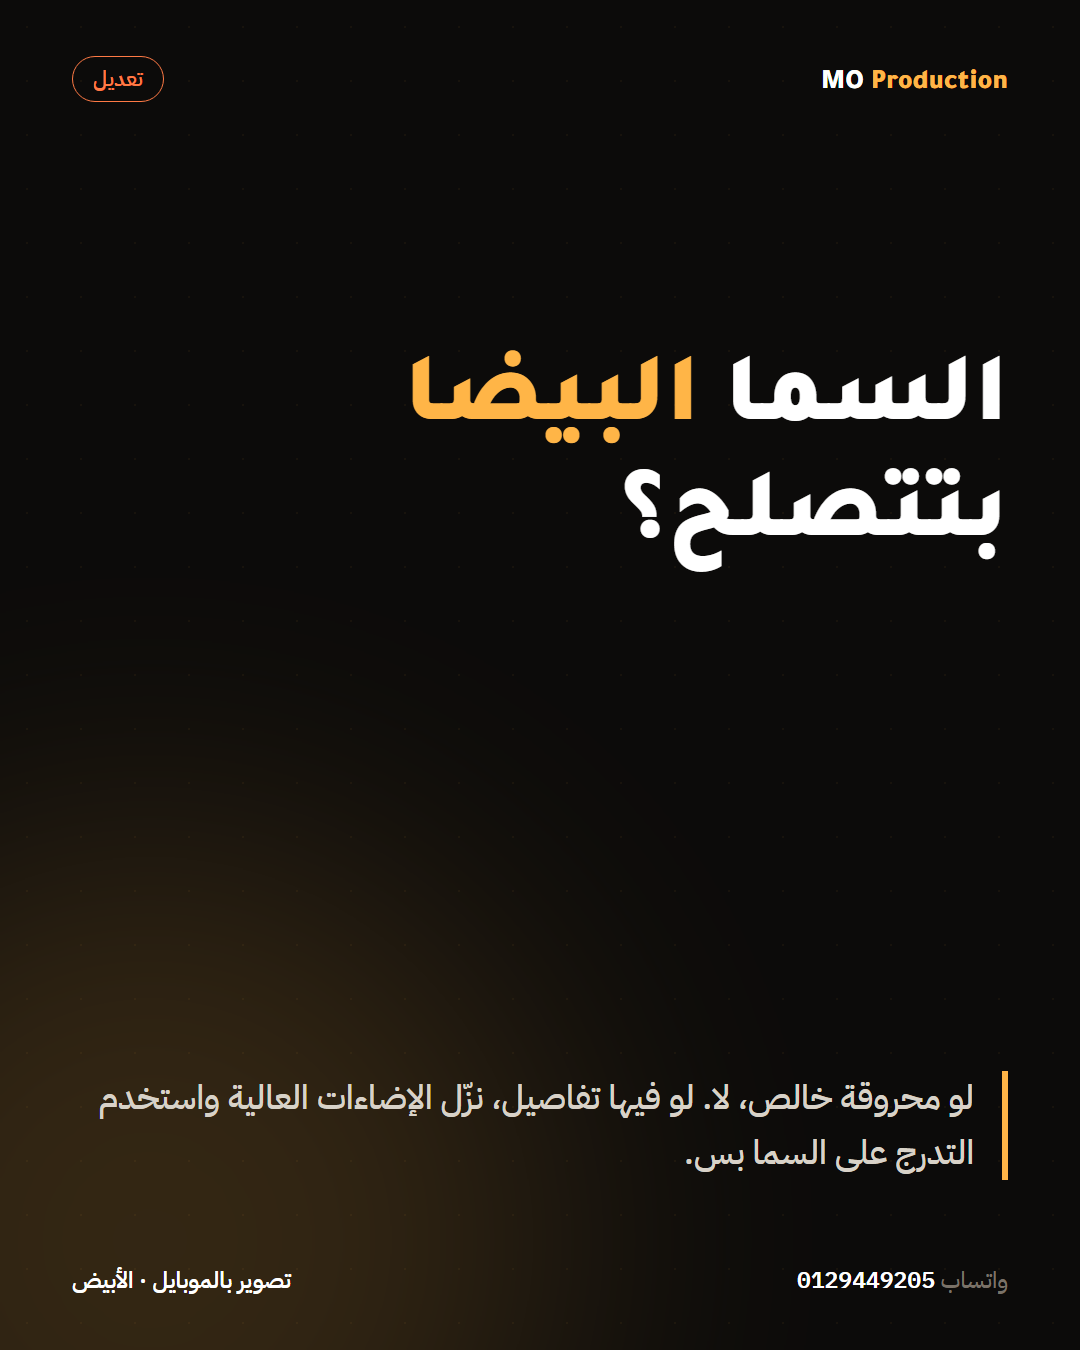 MO Production
تعديل
السما البيضا
بتتصلح؟
لو محروقة خالص، لا. لو فيها تفاصيل، نزّل الإضاءات العالية واستخدم
التدرج على السما بس.
واتساب 0129449205
تصوير بالموبايل · الأبيض